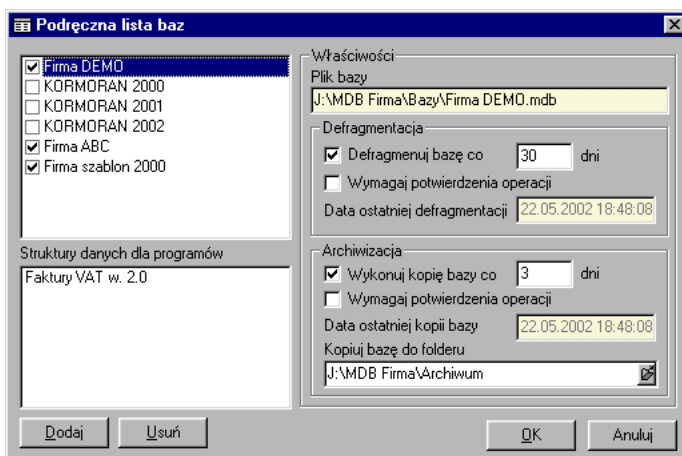 Podręczna lista baz
Firma DEMO
KORMORAN 2000
KORMORAN 2001
KORMORAN 2002
Firma ABC
Firma szablon 2000
Struktury danych dla programów
Faktury VAT w. 2.0
Dodaj Usuń
Właściwości
Plik bazy
J:\MDB Firma\Bazy\Firma DEMO.mdb
Defragmentacja
Defragmenuj bazę co 30 dni
Wymagaj potwierdzenia operacji
Data ostatniej defragmentacji 22.05.2002 18:48:08
Archiwizacja
Wykonuj kopię bazy co 3 dni
Wymagaj potwierdzenia operacji
Data ostatniej kopii bazy 22.05.2002 18:48:08
Kopiuj bazę do folderu
J:\MDB Firma\Archiwum
OK Anuluj